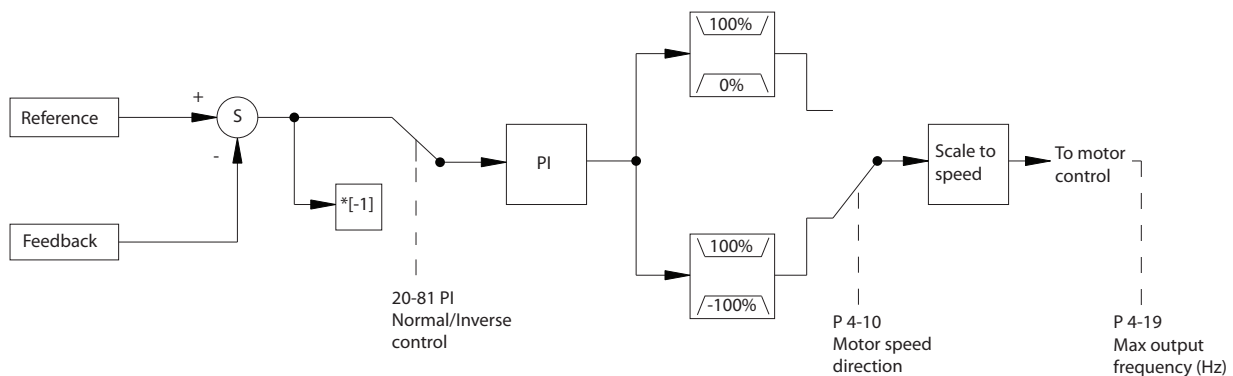 100%
0%
Reference
+
S
-
*[-1]
Feedback
PI
Scale to
speed
To motor
control
100%
-100%
20-81 PI
Normal/Inverse
control
P 4-10
Motor speed
direction
P 4-19
Max output
frequency (Hz)